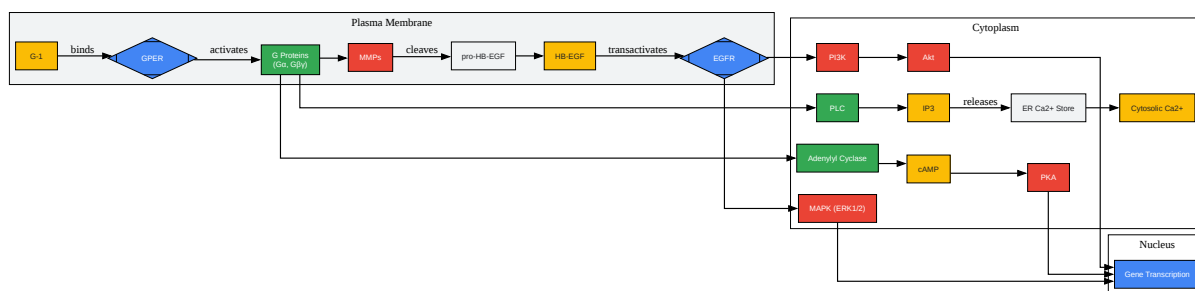 Plasma Membrane
G-1
binds
GPER
activates
G Proteins
(Gα, Gβγ)
MMPs
cleaves
pro-HB-EGF
HB-EGF
transactivates
EGFR
Cytoplasm
PI3K
Akt
PLC
IP3
releases
ER Ca2+ Store
Cytosolic Ca2+
Adenylyl Cyclase
cAMP
PKA
MAPK (ERK1/2)
Nucleus
Gene Transcription